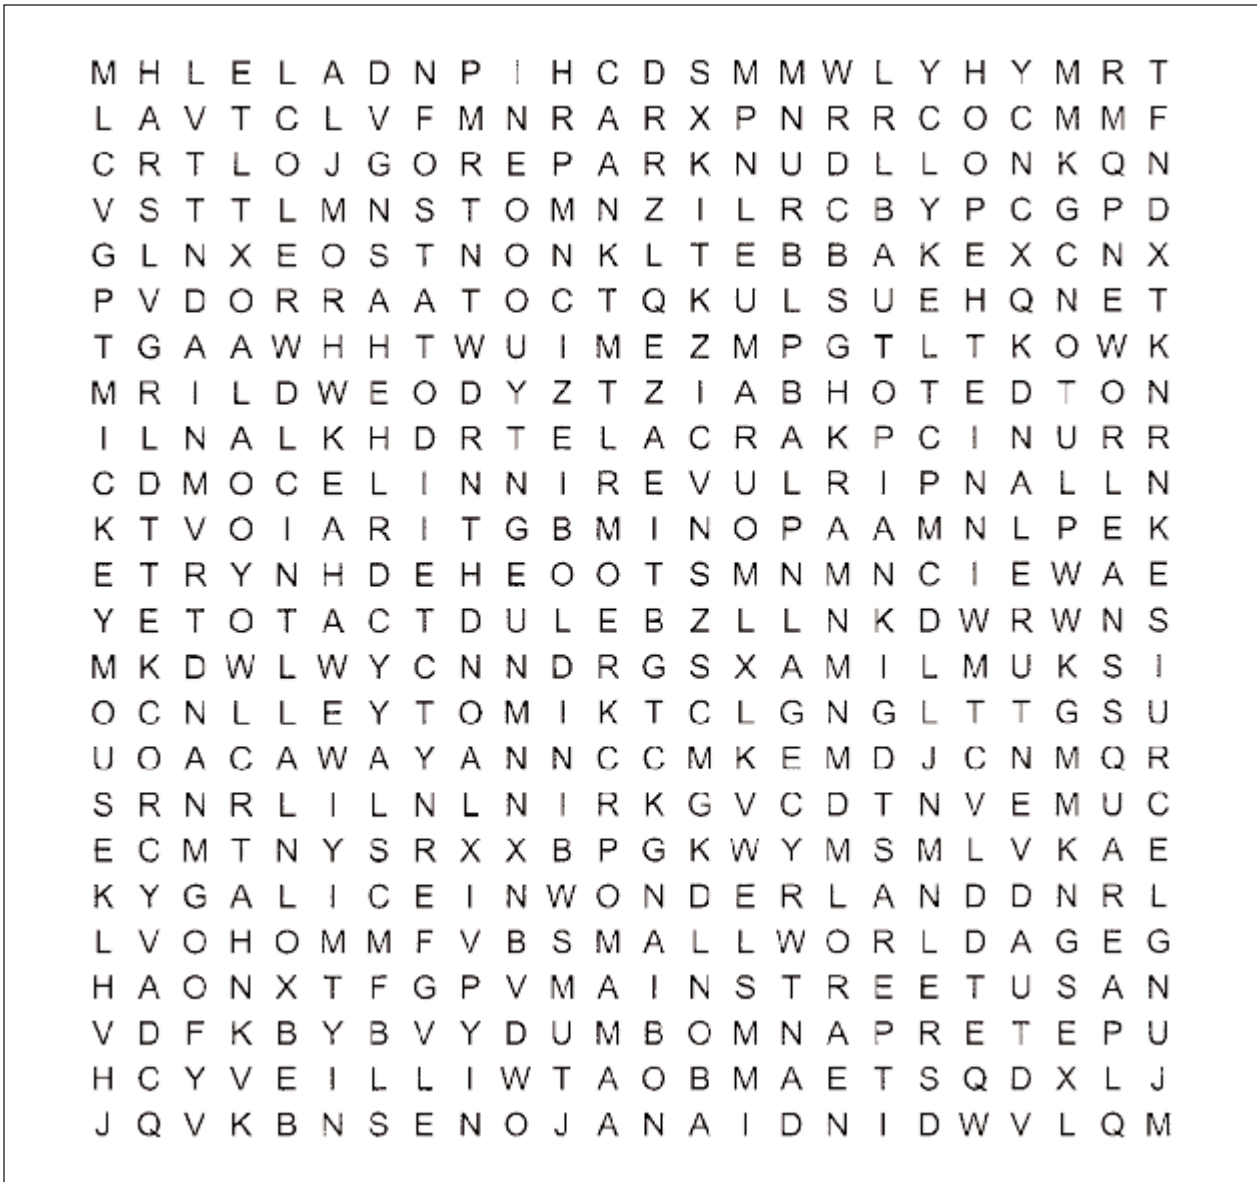 M H L E L A D N P I H C D S M M W L Y H Y M R T
L A V T C L V F M N R A R X P N R R C O C M M F
C R T L O J G O R E P A R K N U D L L O N K Q N
V S T T L M N S T O M N Z I L R C B Y P C G P D
G L N X E O S T N O N K L T E B B A K E X C N X
P V D O R R A A T O C T Q K U L S U E H Q N E T
T G A A W H H T W U I M E Z M P G T L T K O W K
M R I L D W E O D Y Z T Z I A B H O T E D T O N
I L N A L K H D R T E L A C R A K P C I N U R R
C D M O C E L I N N I R E V U L R I P N A L L N
K T V O I A R I T G B M I N O P A A M N L P E K
E T R Y N H D E H E O O T S M N M N C I E W A E
Y E T O T A C T D U L E B Z L L N K D W R W N S
M K D W L W Y C N N D R G S X A M I L M U K S I
O C N L L E Y T O M I K T C L G N G L T T G S U
U O A C A W A Y A N N C C M K E M D J C N M Q R
S R N R L I L N L N I R K G V C D T N V E M U C
E C M T N Y S R X X B P G K W Y M S M L V K A E
K Y G A L I C E I N W O N D E R L A N D D N R L
L V O H O M M F V B S M A L L W O R L D A G E G
H A O N X T F G P V M A I N S T R E E T U S A N
V D F K B Y B V Y D U M B O M N A P R E T E P U
H C Y V E I L L I W T A O B M A E T S Q D X L J
J Q V K B N S E N O J A N A I D N I D W V L Q M